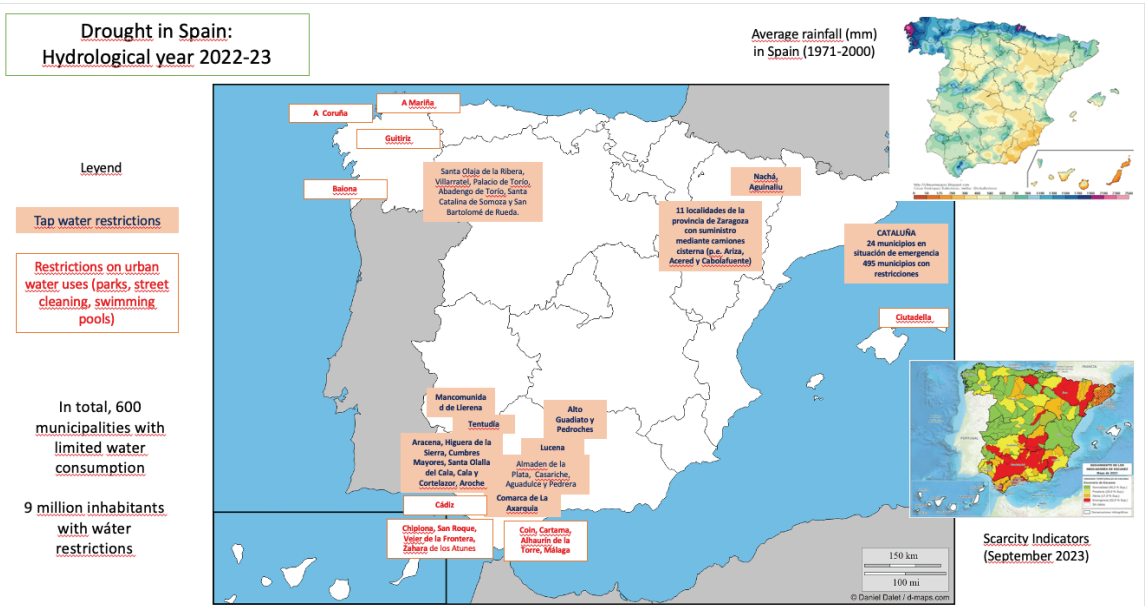 Drought in Spain:
Hydrological year 2022-23
Average rainfall (mm)
in Spain (1971-2000)
A Coruña
A Mariña
Guitiriz
Baiona
Leyend
Tap water restrictions
Restrictions on urban
water uses (parks, street
cleaning, swimming
pools)
In total, 600
municipalities with
limited water
consumption
9 million inhabitants
with wáter
restrictions
Santa Olaja de la Ribera,
Villarratel, Palacio de Torío,
Abadengo de Torío, Santa
Catalina de Somoza y San
Bartolomé de Rueda.
Nachá,
Aguinaliu
11 localidades de la
provincia de Zaragoza
con suministro
mediante camiones
cisterna (p.e. Ariza,
Acered y Cabolafuente)
CATALUÑA
24 municipios en
situación de emergencia
495 municipios con
restricciones
Ciutadella
Mancomunida
d de Llerena
Tentudía
Alto
Guadiato y
Pedroches
Lucena
Aracena, Higuera de la
Sierra, Cumbres
Mayores, Santa Olalla
del Cala, Cala y
Cortelazor, Aroche
Almaden de la
Plata, Casariche,
Aguadulce y Pedrera
Cádiz
Comarca de La
Axarquia
Chipiona, San Roque,
Vejer de la Frontera,
Zahara de los Atunes
Coin, Cartama,
Alhaurín de la
Torre, Málaga
150 km
100 mi
© Daniel Dalet / d-maps.com
PORTUGAL
Scarcity Indicators
(September 2023)